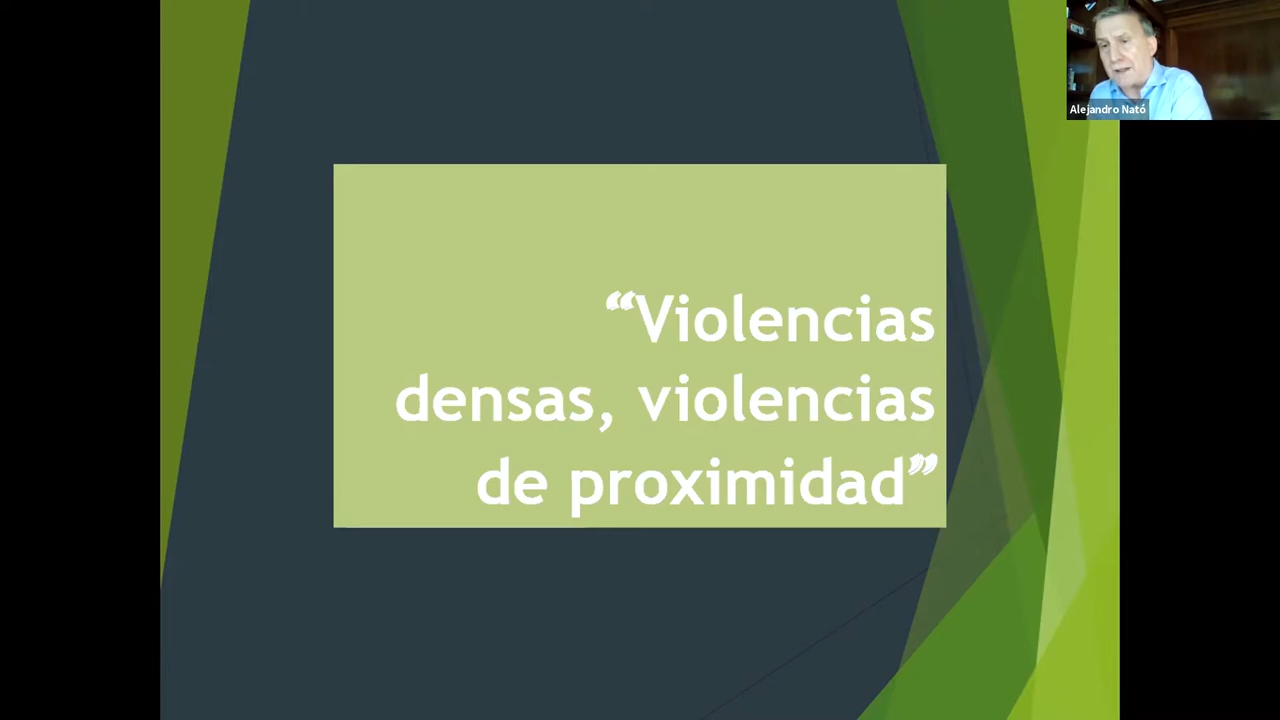 Alejandro Nató
“Violencias
densas, violencias
de proximidad”